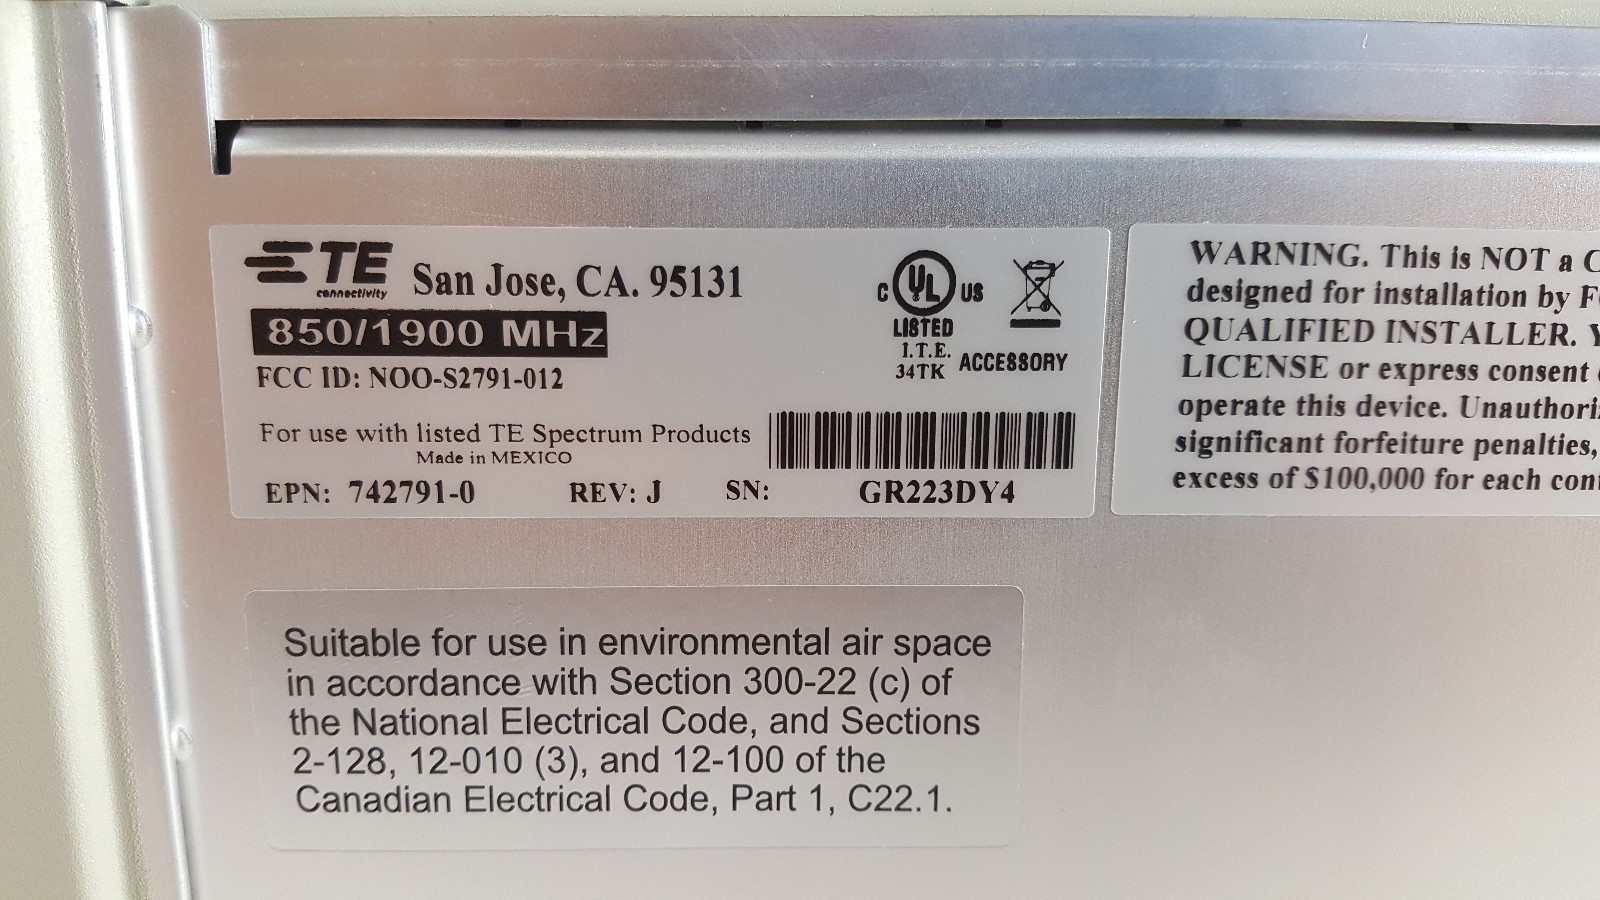 TE
connectivity
San Jose, CA. 95131
850/1900 MHz
FCC ID: NOO-S2791-012
C UL US
LISTED
I.T.E. ACCESSORY
34TK
For use with listed TE Spectrum Products
Made in MEXICO
EPN: 742791-0 REV: J SN: GR223DY4
WARNING. This is NOT a
designed for installation by
QUALIFIED INSTALLER.
LICENSE or express consent
operate this device.
significant forfeiture penalties,
excess of $100,000 for each
Suitable for use in environmental air space
in accordance with Section 300-22 (c) of
the National Electrical Code, and Sections
2-128, 12-010 (3), and 12-100 of the
Canadian Electrical Code, Part 1, C22.1.